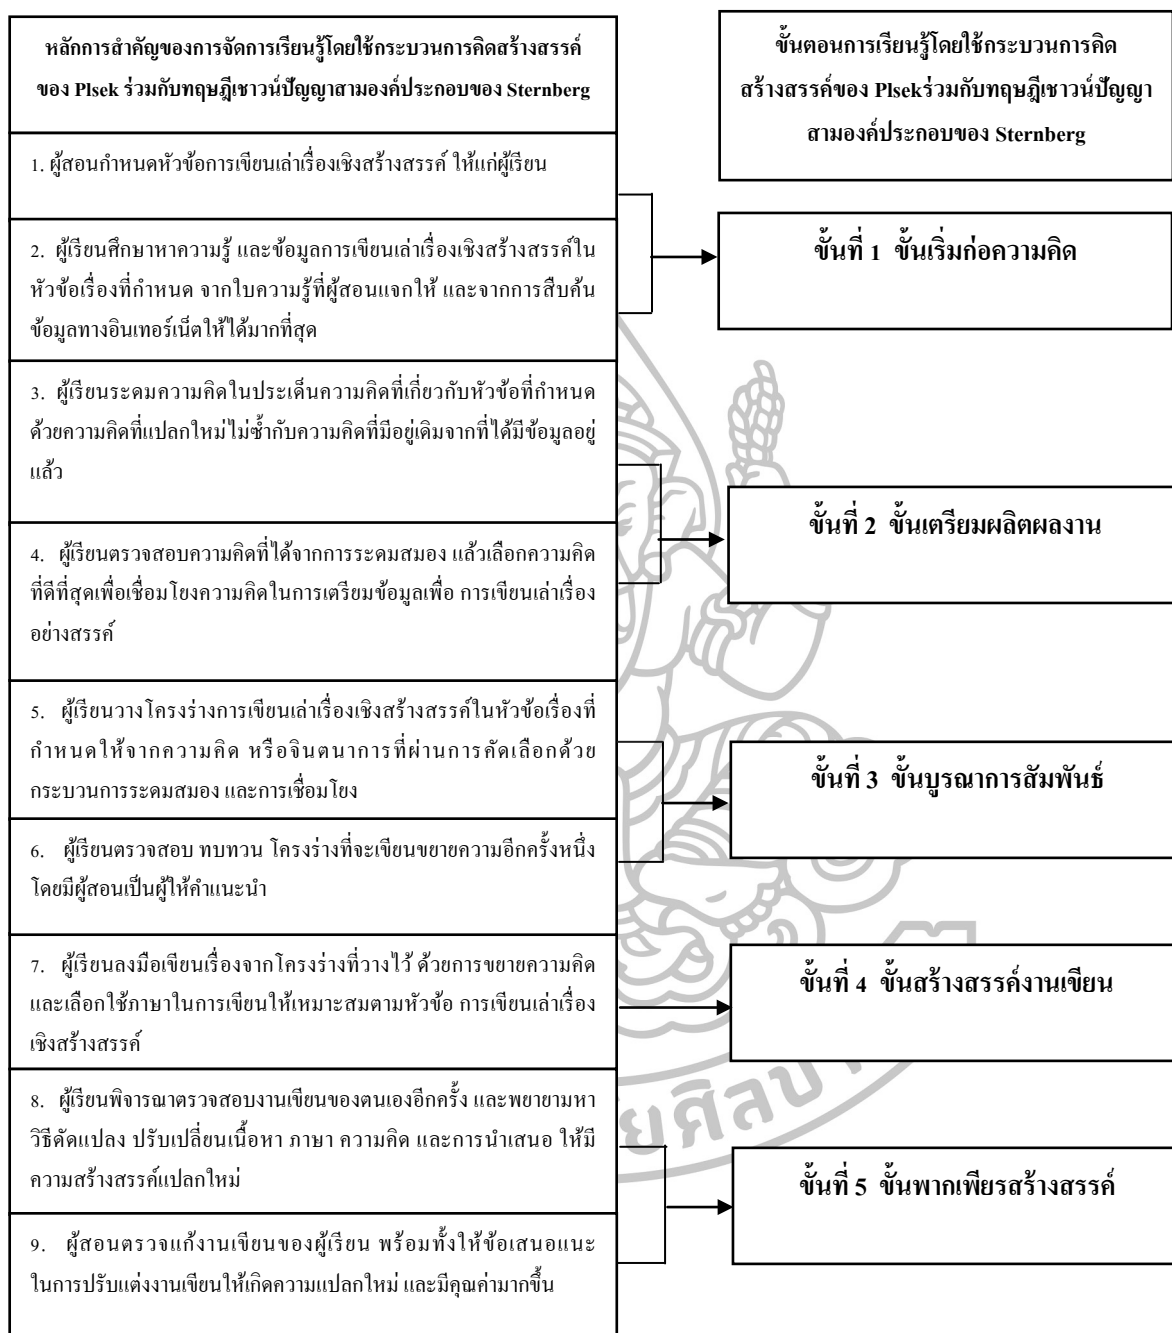 หลักการสำคัญของการจัดการเรียนรู้โดยใช้กระบวนการคิดสร้างสรรค์
ของ Plsek ร่วมกับทฤษฎีเชาวน์ปัญญาสามองค์ประกอบของ Sternberg
1. ผู้สอนกำหนดหัวข้อการเขียนเล่าเรื่องเชิงสร้างสรรค์ ให้แก่ผู้เรียน
2. ผู้เรียนศึกษาหาความรู้ และข้อมูลการเขียนเล่าเรื่องเชิงสร้างสรรค์ใน
หัวข้อเรื่องที่กำหนด จากใบความรู้ที่ผู้สอนแจกให้ และจากการสืบค้น
ข้อมูลทางอินเทอร์เน็ตให้ได้มากที่สุด
3. ผู้เรียนระดมความคิดในประเด็นความคิดที่เกี่ยวกับหัวข้อที่กำหนด
ด้วยความคิดที่แปลกใหม่ไม่ซ้ำกับความคิดที่มีอยู่เดิมจากที่ได้มีข้อมูลอยู่
แล้ว
4. ผู้เรียนตรวจสอบความคิดที่ได้จากการระดมสมอง แล้วเลือกความคิด
ที่ดีที่สุดเพื่อเชื่อมโยงความคิดในการเตรียมข้อมูลเพื่อ การเขียนเล่าเรื่อง
อย่างสรรค์
5. ผู้เรียนวางโครงร่างการเขียนเล่าเรื่องเชิงสร้างสรรค์ในหัวข้อเรื่องที่
กำหนดให้จากความคิด หรือจินตนาการที่ผ่านการคัดเลือกด้วย
กระบวนการระดมสมอง และการเชื่อมโยง
6. ผู้เรียนตรวจสอบ ทบทวน โครงร่างที่จะเขียนขยายความอีกครั้งหนึ่ง
โดยมีผู้สอนเป็นผู้ให้คำแนะนำ
7. ผู้เรียนลงมือเขียนเรื่องจากโครงร่างที่วางไว้ ด้วยการขยายความคิด
และเลือกใช้ภาษาในการเขียนให้เหมาะสมตามหัวข้อ การเขียนเล่าเรื่อง
เชิงสร้างสรรค์
8. ผู้เรียนพิจารณาตรวจสอบงานเขียนของตนเองอีกครั้ง และพยายามหา
วิธีดัดแปลง ปรับเปลี่ยนเนื้อหา ภาษา ความคิด และการนำเสนอ ให้มี
ความสร้างสรรค์แปลกใหม่
9. ผู้สอนตรวจแก้งานเขียนของผู้เรียน พร้อมทั้งให้ข้อเสนอแนะ
ในการปรับแต่งงานเขียนให้เกิดความแปลกใหม่ และมีคุณค่ามากขึ้น
ขั้นตอนการเรียนรู้โดยใช้กระบวนการคิด
สร้างสรรค์ของ Plsekร่วมกับทฤษฎีเชาวน์ปัญญา
สามองค์ประกอบของ Sternberg
ขั้นที่ 1 ขั้นเริ่มก่อความคิด
ขั้นที่ 2 ขั้นเตรียมผลิตผลงาน
ขั้นที่ 3 ขั้นบูรณาการสัมพันธ์
ขั้นที่ 4 ขั้นสร้างสรรค์งานเขียน
ขั้นที่ 5 ขั้นพากเพียรสร้างสรรค์